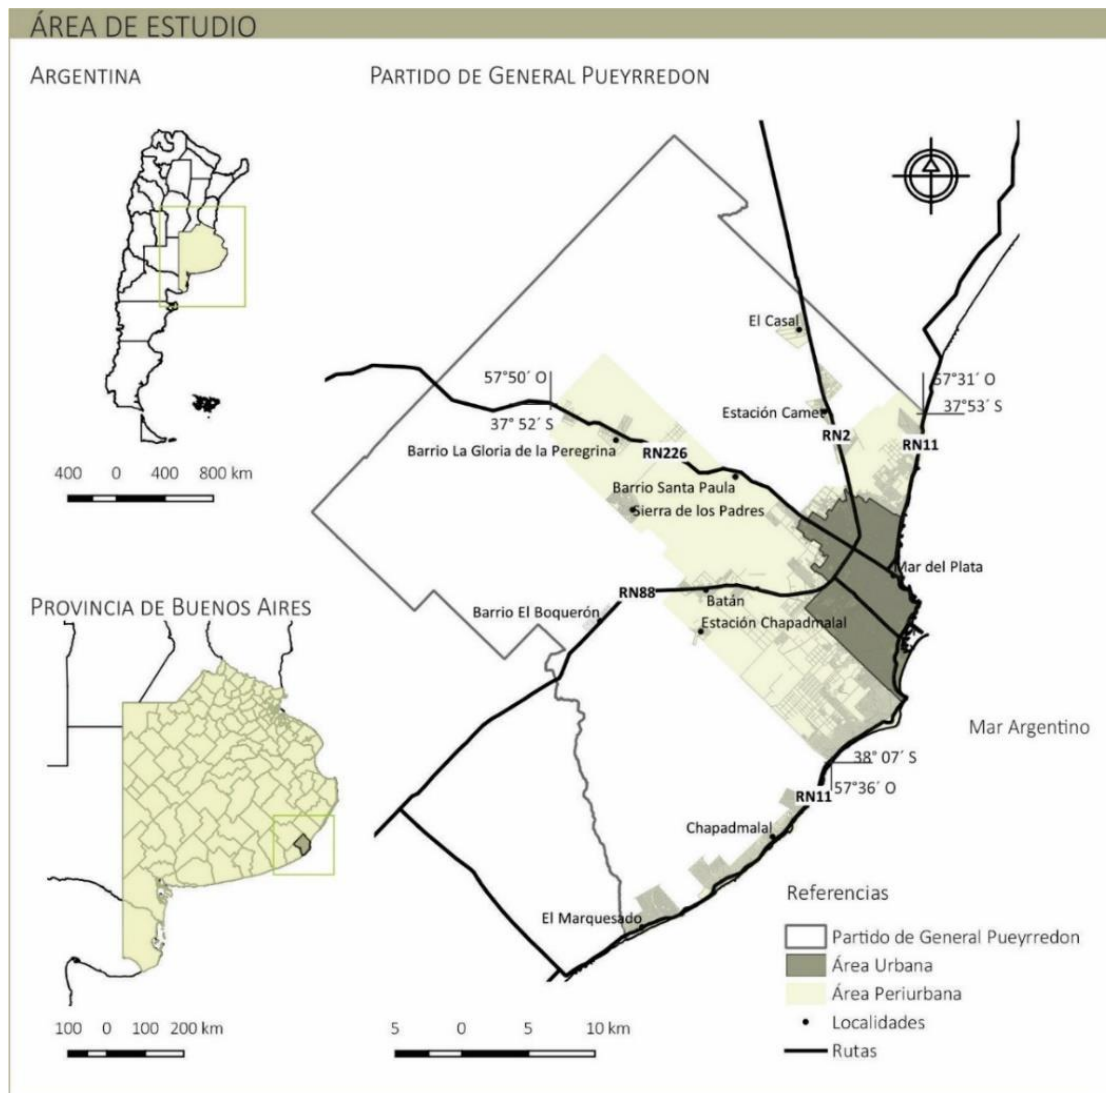 ÁREA DE ESTUDIO
ARGENTINA
400 0 400 800 km
PROVINCIA DE BUENOS AIRES
100 0 100 200 km
PARTIDO DE GENERAL PUEYRREDON
El Casal
57°50´ O
37°52´ S
57°31´ O
37°53´ S
Estación Camet
RN2
RN11
Barrio La Gloria de la Peregrina
RN226
Barrio Santa Paula
Sierra de los Padres
Mar del Plata
RN88
Batán
Barrio El Boquerón
Estación Chapadmalal
Mar Argentino
38° 07´ S
57°36´ O
RN11
Chapadmalal
El Marquesado
5 0 5 10 km
Referencias
Partido de General Pueyrredon
Área Urbana
Área Periurbana
Localidades
Rutas